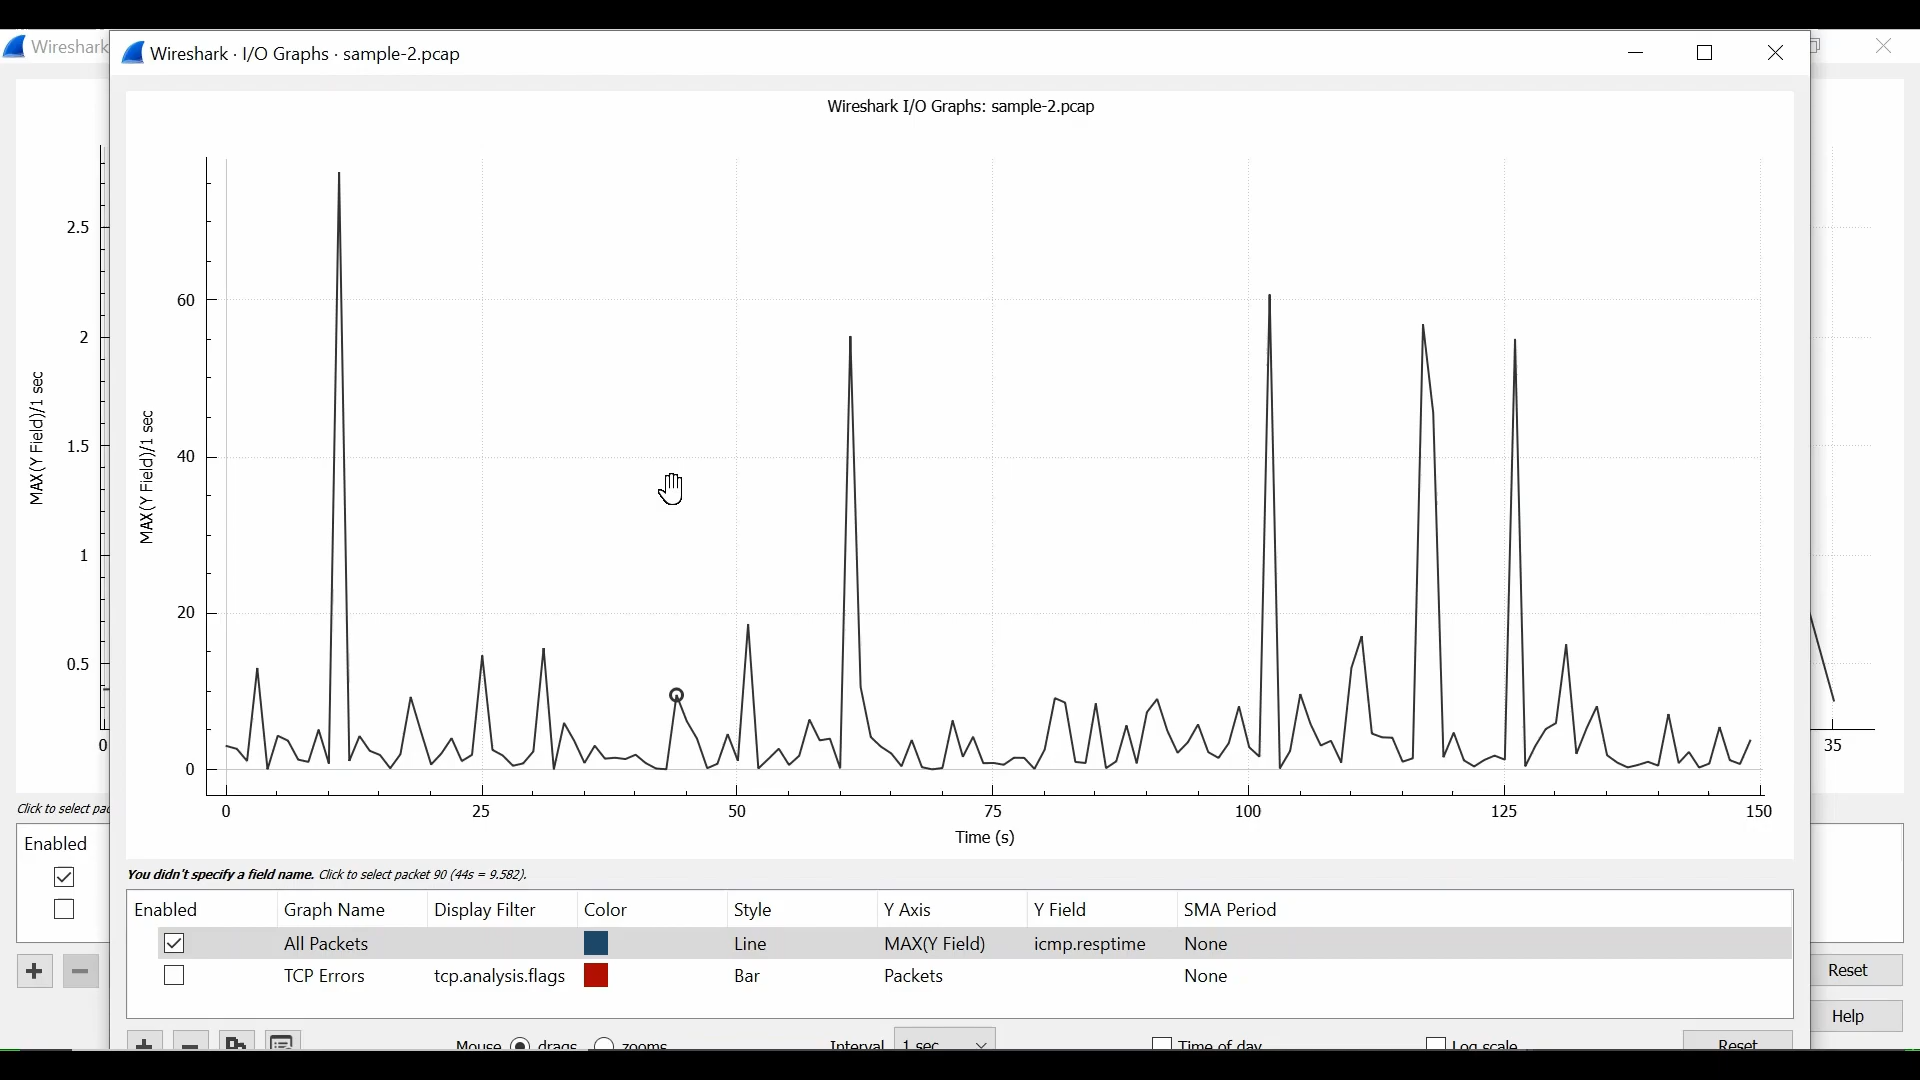 Wireshark
Wireshark · I/O Graphs · sample-2.pcap
Wireshark I/O Graphs: sample-2.pcap
MAX(Y Field)/1 sec
2.5
2
1.5
1
0.5
0
MAX(Y Field)/1 sec
60
40
20
0
0
25
50
75
100
125
150
Time (s)
35
Click to select pac
You didn't specify a field name. Click to select packet 90 (44s = 9.582).
Enabled
Enabled Graph Name Display Filter Color Style Y Axis Y Field SMA Period
All Packets Line MAX(Y Field) icmp.resptime None
TCP Errors tcp.analysis.flags Bar Packets None
Reset
Help
Mouse drags zooms Interval 1 sec Time of day Log scale Reset